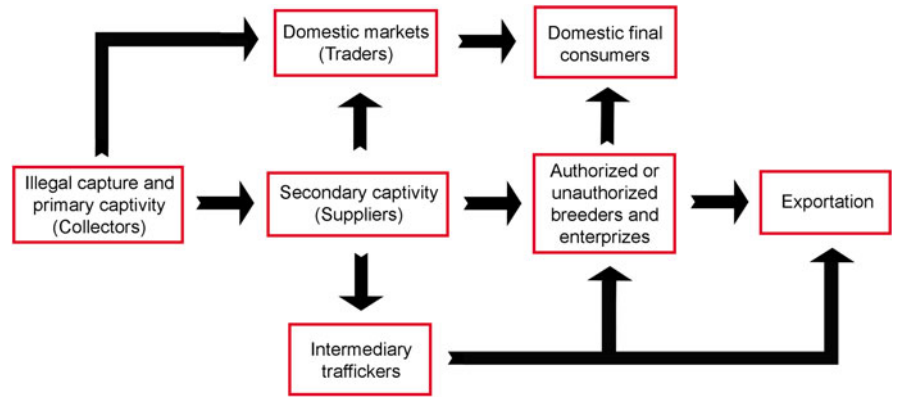 Domestic markets
(Traders)
Domestic final
consumers
Illegal capture and
primary captivity
(Collectors)
Secondary captivity
(Suppliers)
Authorized or
unauthorized
breeders and
enterprizes
Exportation
Intermediary
traffickers